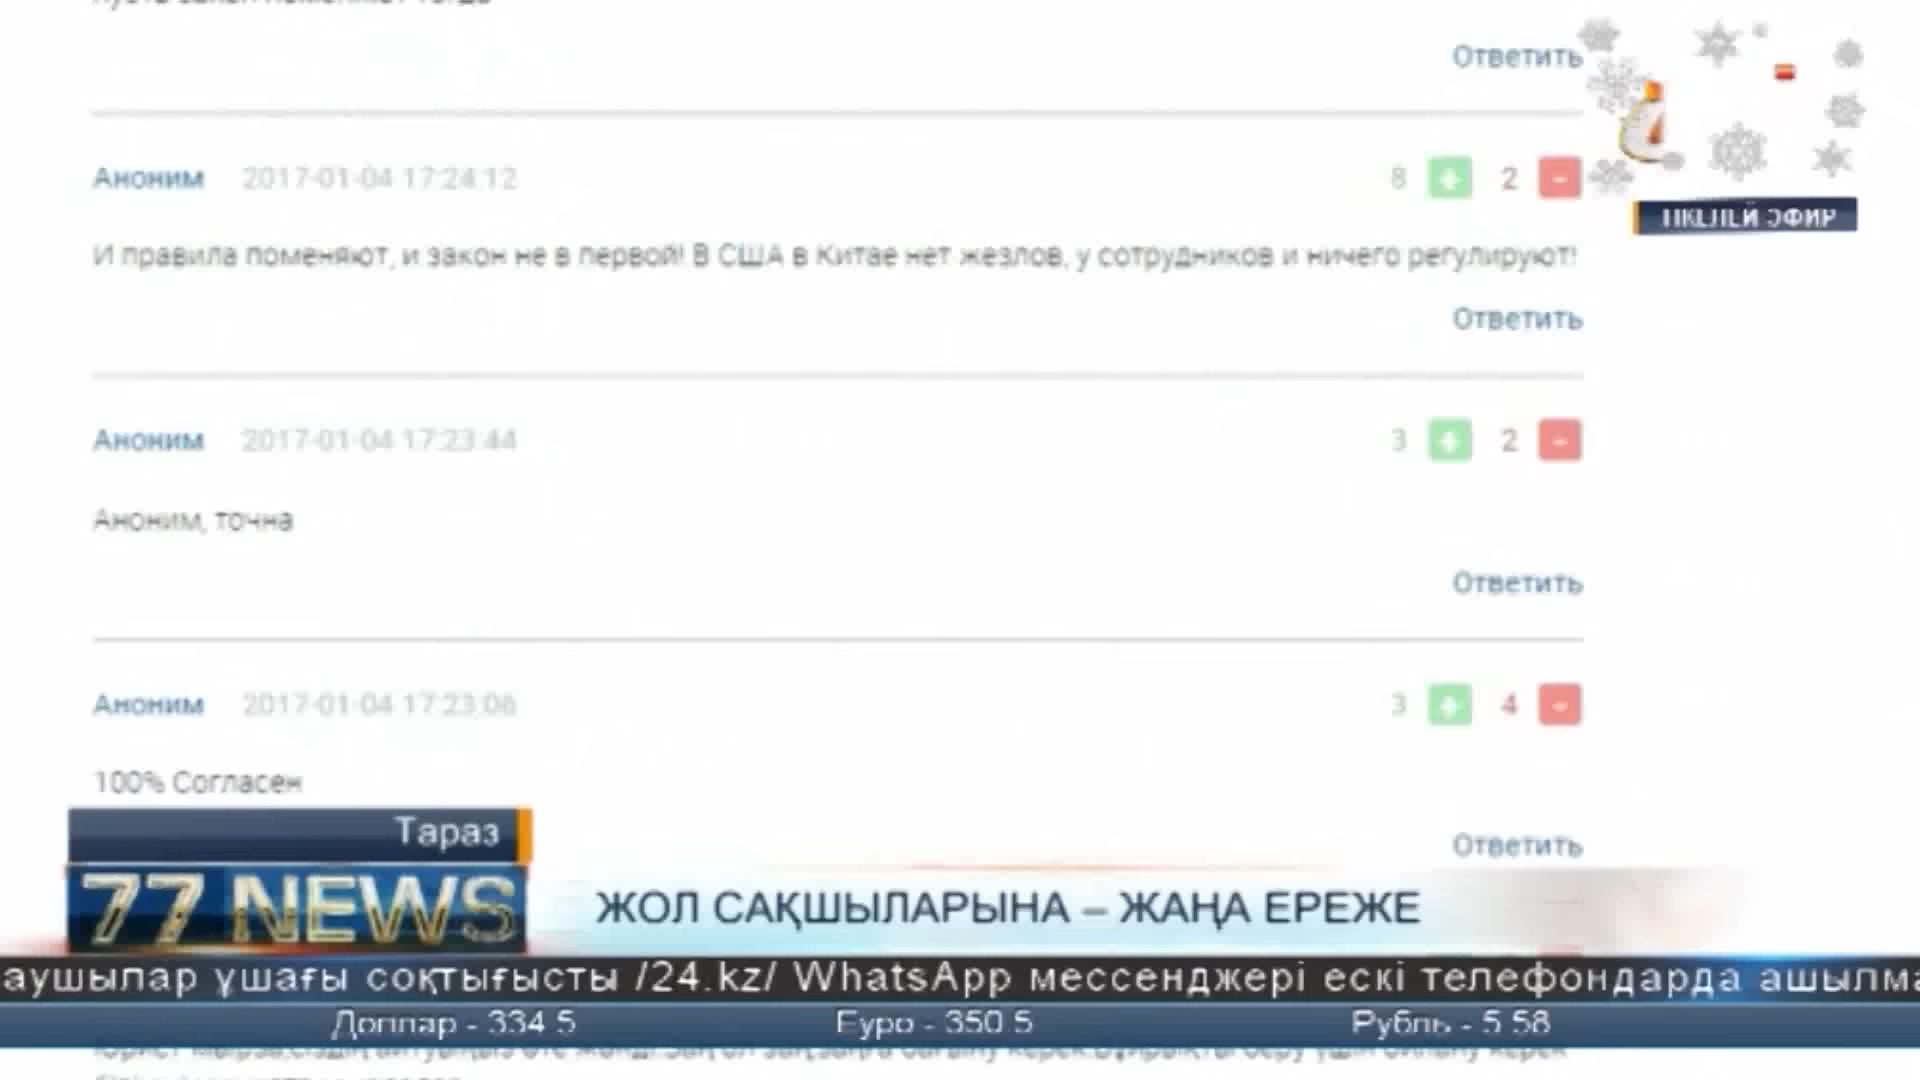 Ответить
Аноним 2017-01-04 17:24:12 8 + 2 -
ТІКЕЛЕЙ ЭФИР
И правила поменяют, и закон не в первой! В США в Китае нет жезлов, у сотрудников и ничего регулируют!
Ответить
Аноним 2017-01-04 17:23:44 3 + 2 -
Аноним, точна
Ответить
Аноним 2017-01-04 17:23:06 3 + 4 -
100% Согласен
Тараз
Ответить
77 NEWS
ЖОЛ САҚШЫЛАРЫНА – ЖАҢА ЕРЕЖЕ
аушылар ұшағы соқтығысты /24.kz/ WhatsApp мессенджері ескі телефондарда ашылма
Доллар - 334.5 Еуро - 350.5 Рубль - 5.58